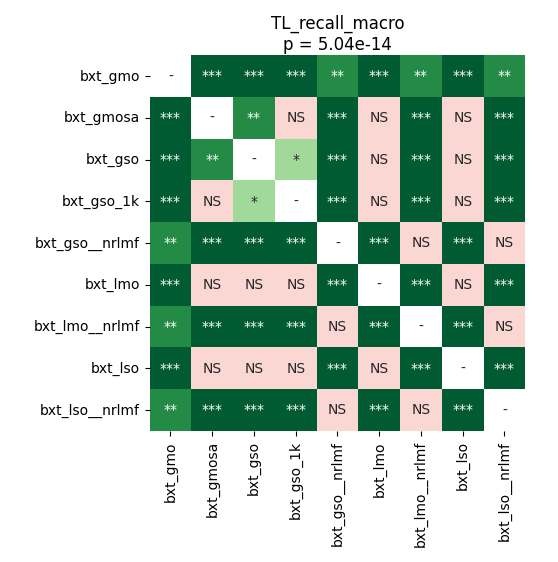 TL_recall_macro
p = 5.04e-14
bxt_gmo - *** *** *** ** *** ** *** **
bxt_gmosa *** - ** NS *** NS *** NS ***
bxt_gso *** ** - * *** NS *** NS ***
bxt_gso_1k *** NS * - *** NS *** NS ***
bxt_gso__nrlmf ** *** *** *** - *** NS *** NS
bxt_lmo *** NS NS NS *** - *** NS ***
bxt_lmo__nrlmf ** *** *** *** NS *** - *** NS
bxt_lso *** NS NS NS *** NS *** - ***
bxt_lso__nrlmf ** *** *** *** NS *** NS *** -
bxt_gmo
bxt_gmosa
bxt_gso
bxt_gso_1k
bxt_gso__nrlmf
bxt_lmo
bxt_lmo__nrlmf
bxt_lso
bxt_lso__nrlmf